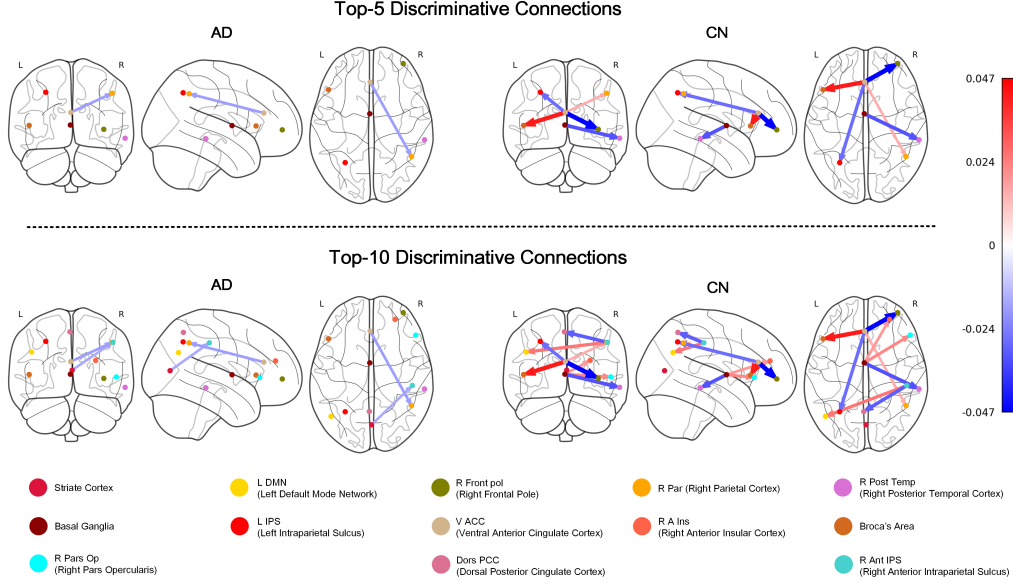 Top-5 Discriminative Connections
AD
CN
L
R
L
R
L
R
L
R
0.047
0.024
0
-0.024
-0.047
Top-10 Discriminative Connections
AD
CN
L
R
L
R
L
R
L
R
Striate Cortex
L DMN
(Left Default Mode Network)
R Front pol
(Right Frontal Pole)
R Par (Right Parietal Cortex)
R Post Temp
(Right Posterior Temporal Cortex)
Basal Ganglia
L IPS
(Left Intraparietal Sulcus)
V ACC
(Ventral Anterior Cingulate Cortex)
R A Ins
(Right Anterior Insular Cortex)
Broca's Area
R Pars Op
(Right Pars Opercularis)
Dors PCC
(Dorsal Posterior Cingulate Cortex)
R Ant IPS
(Right Anterior Intraparietal Sulcus)